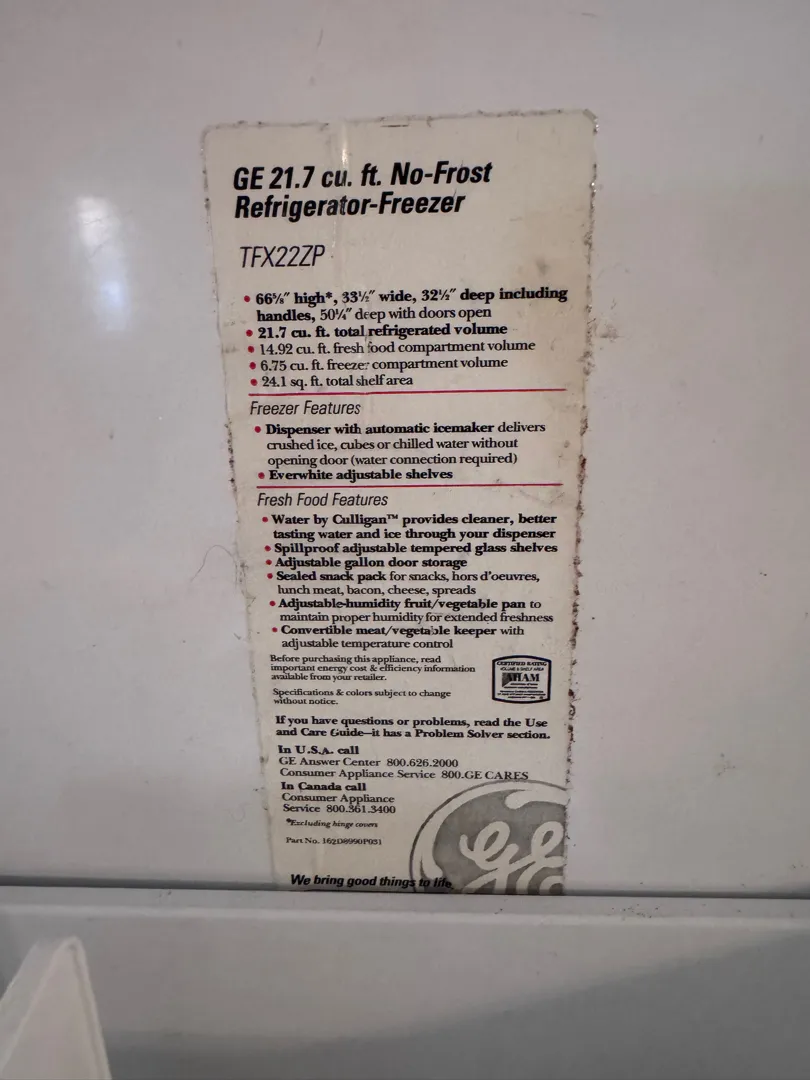 GE 21.7 cu. ft. No-Frost
Refrigerator-Freezer
TFX22ZP
• 66⅝″ high*, 33½″ wide, 32½″ deep including
handles, 50¼″ deep with doors open
• 21.7 cu. ft. total refrigerated volume
• 14.92 cu. ft. fresh food compartment volume
• 6.75 cu. ft. freezer compartment volume
• 24.1 sq. ft. total shelf area
Freezer Features
• Dispenser with automatic icemaker delivers
crushed ice, cubes or chilled water without
opening door (water connection required)
• Everwhite adjustable shelves
Fresh Food Features
• Water by Culligan™ provides cleaner, better
tasting water and ice through your dispenser
• Spillproof adjustable tempered glass shelves
• Adjustable gallon door storage
• Sealed snack pack for snacks, hors d'oeuvres,
lunch meat, bacon, cheese, spreads
• Adjustable-humidity fruit/vegetable pan to
maintain proper humidity for extended freshness
• Convertible meat/vegetable keeper with
adjustable temperature control
Before purchasing this appliance, read
important energy cost & efficiency information
available from your retailer.
Specifications & colors subject to change
without notice.
CERTIFIED RATING
VOLUME & SHELF AREA
AHAM
If you have questions or problems, read the Use
and Care Guide—it has a Problem Solver section.
In U.S.A. call
GE Answer Center 800.626.2000
Consumer Appliance Service 800.GE CARES
In Canada call
Consumer Appliance
Service 800.361.3400
*Excluding hinge covers
Part No. 162D8990P031
GE
We bring good things to life.